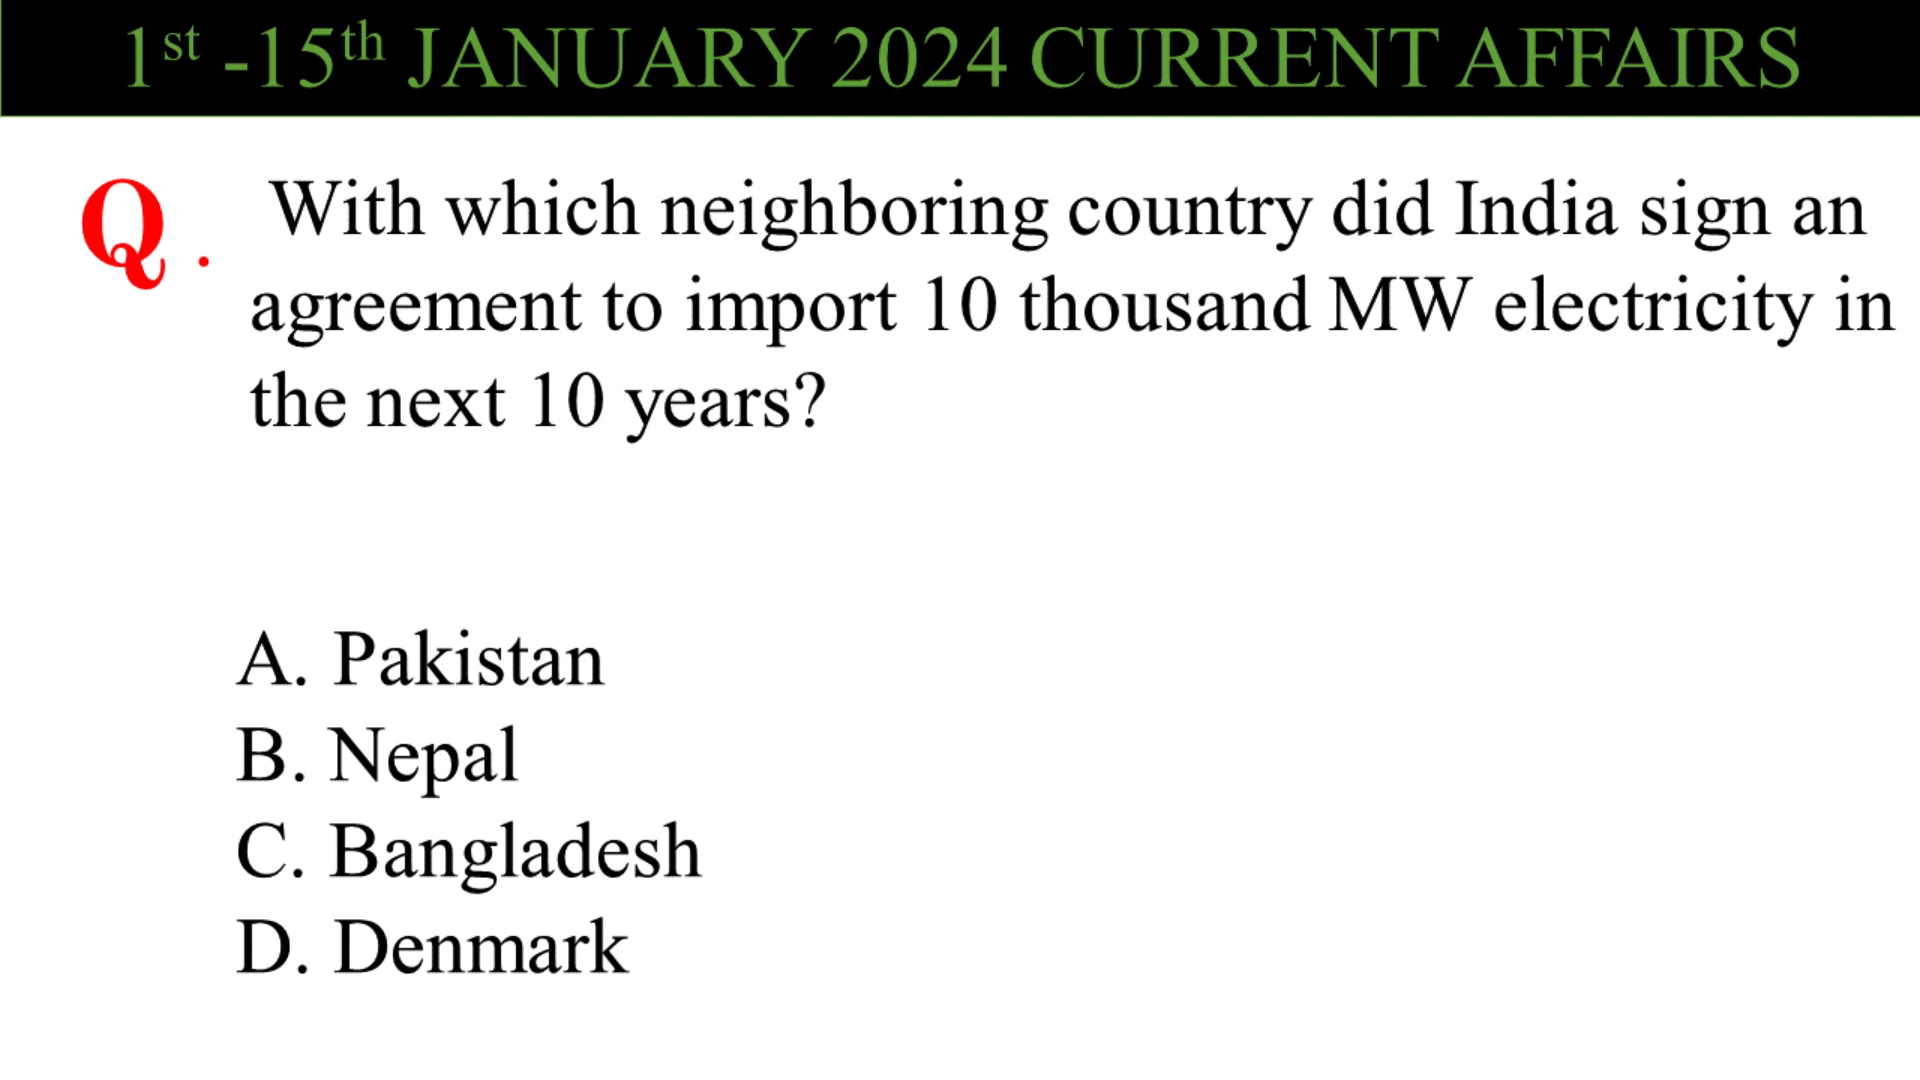 1st -15th JANUARY 2024 CURRENT AFFAIRS
Q . With which neighboring country did India sign an
agreement to import 10 thousand MW electricity in
the next 10 years?
A. Pakistan
B. Nepal
C. Bangladesh
D. Denmark